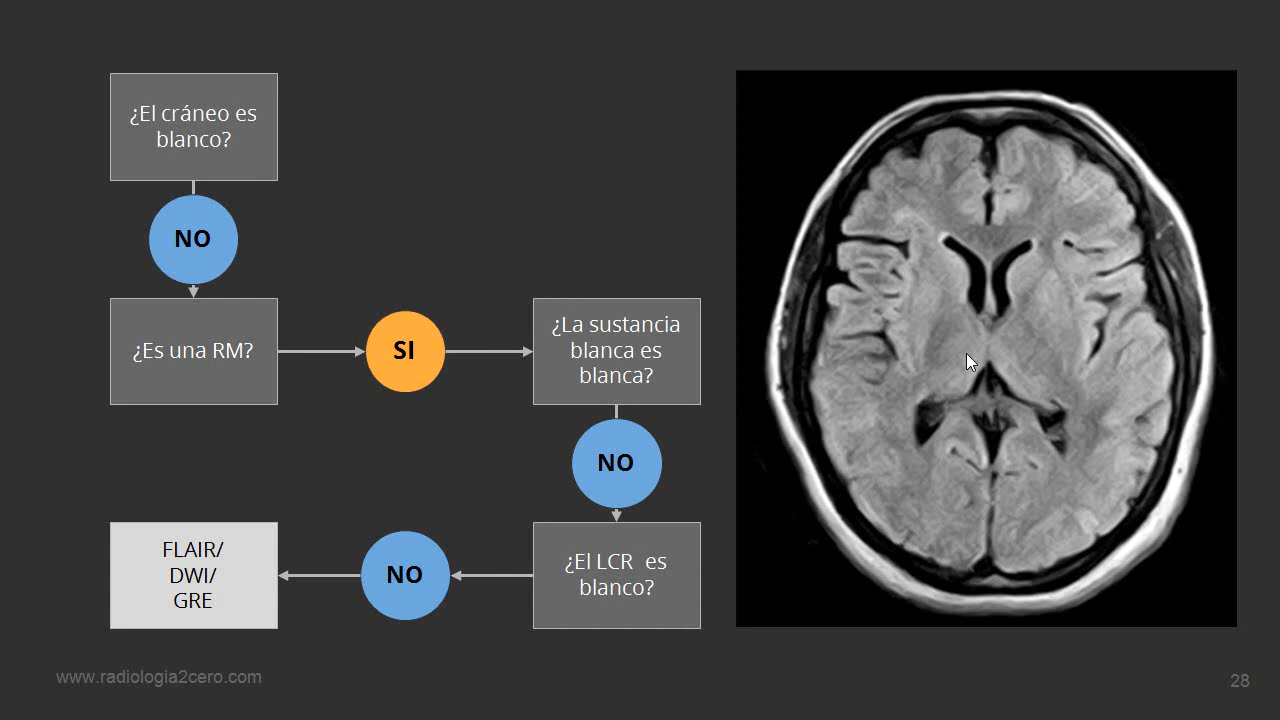 ¿El cráneo es
blanco?
NO
¿Es una RM?
SI
¿La sustancia
blanca es
blanca?
NO
¿El LCR  es
blanco?
NO
FLAIR/
DWI/
GRE
www.radiologia2cero.com
28